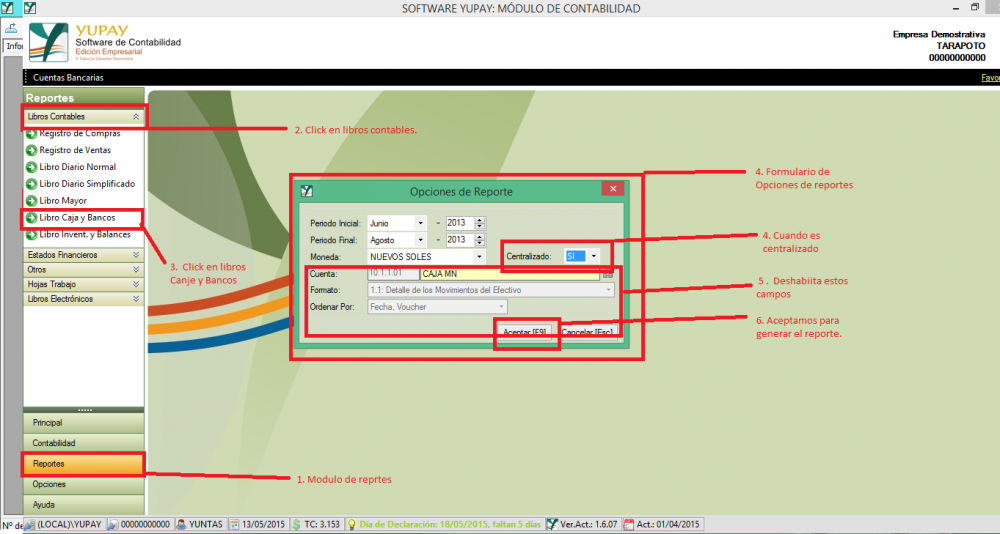 SOFTWARE YUPAY: MÓDULO DE CONTABILIDAD
YUPAY
Software de Contabilidad
Edición Empresarial
Infor
Empresa Demostrativa
TARAPOTO
00000000000
Cuentas Bancarias
Favor
Reportes
Libros Contables
Registro de Compras
Registro de Ventas
Libro Diario Normal
Libro Diario Simplificado
Libro Mayor
Libro Caja y Bancos
Libro Invent. y Balances
Estados Financieros
Otros
Hojas Trabajo
Libros Electrónicos
2. Click en libros contables.
3. Click en libros
Canje y Bancos
Opciones de Reporte
Periodo Inicial: Junio - 2013
Periodo Final: Agosto - 2013
Moneda: NUEVOS SOLES Centralizado: SI
Cuenta: 10.1.1.01 CAJA MN
Formato: 1.1: Detalle de los Movimientos del Efectivo
Ordenar Por: Fecha, Voucher
Aceptar [F9] Cancelar [Esc]
4. Formulario de
Opciones de reportes
4. Cuando es
centralizado
5 . Deshabiita estos
campos
6. Aceptamos para
generar el reporte.
Principal
Contabilidad
Reportes
Opciones
Ayuda
1. Modulo de reprtes
Nº de (LOCAL)\YUPAY 00000000000 YUNTAS 13/05/2015 TC: 3.153 Día de Declaración: 18/05/2015, faltan 5 días Ver.Act.: 1.6.07 Act.: 01/04/2015